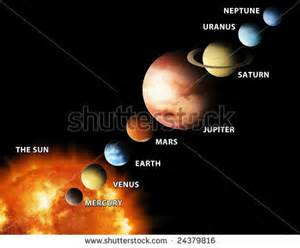 NEPTUNE
URANUS
SATURN
shutterstock
JUPITER
MARS
THE SUN
EARTH
VENUS
MERCURY
www.shutterstock.com · 24379816